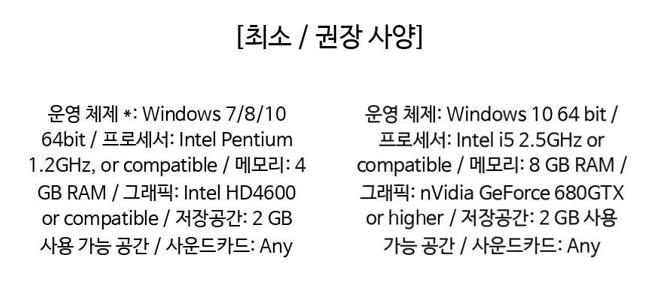 [최소 / 권장 사양]
운영 체제 *: Windows 7/8/10
64bit / 프로세서: Intel Pentium
1.2GHz, or compatible / 메모리: 4
GB RAM / 그래픽: Intel HD4600
or compatible / 저장공간: 2 GB
사용 가능 공간 / 사운드카드: Any
운영 체제: Windows 10 64 bit /
프로세서: Intel i5 2.5GHz or
compatible / 메모리: 8 GB RAM /
그래픽: nVidia GeForce 680GTX
or higher / 저장공간: 2 GB 사용
가능 공간 / 사운드카드: Any